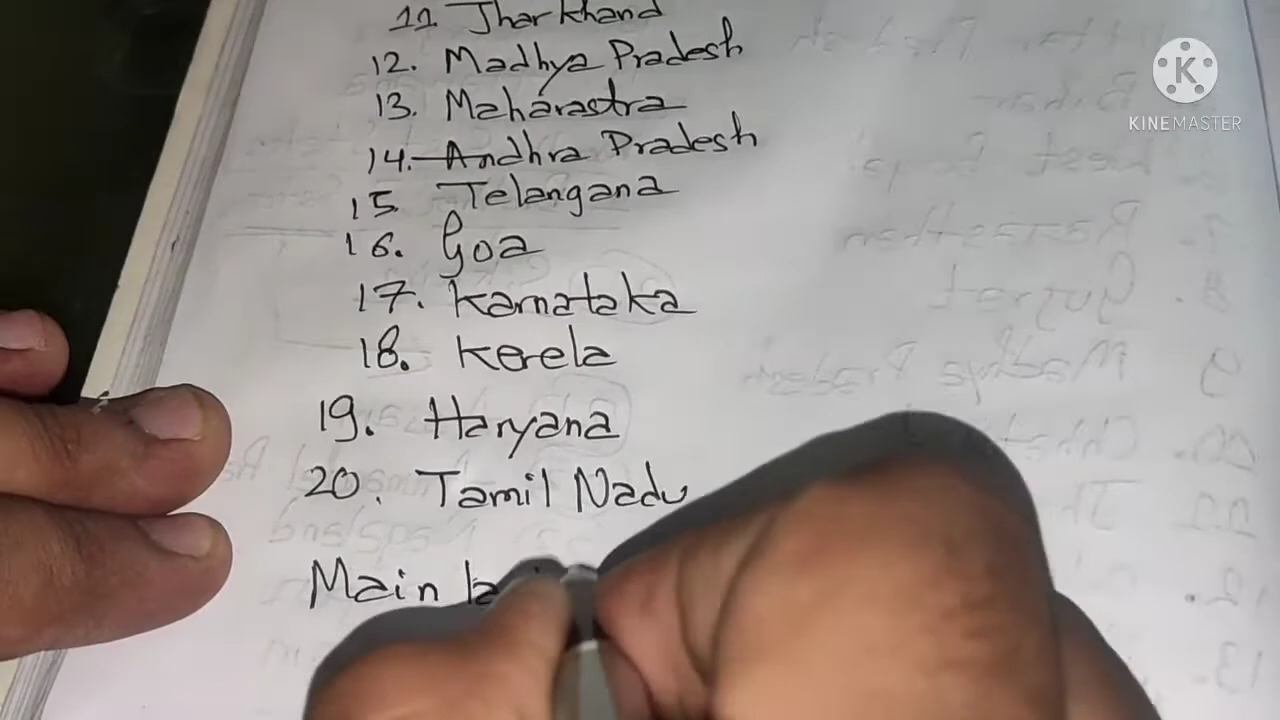 11 Jharkhand
12. Madhya Pradesh
13. Maharastra
14. Andhra Pradesh
15 Telangana
16. Goa
17. Karnataka
18. Kerela
19. Haryana
20. Tamil Nadu
Main
K
KINEMASTER